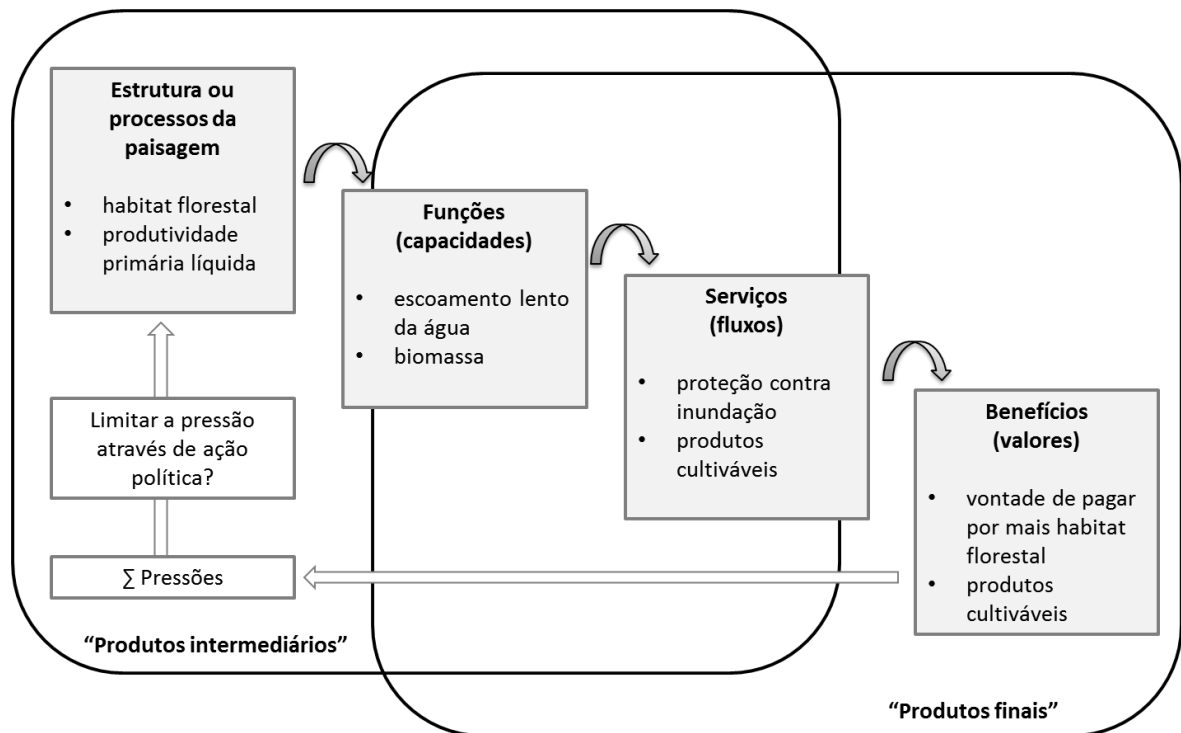 Estrutura ou
processos da
paisagem
• habitat florestal
• produtividade
primária líquida
Funções
(capacidades)
• escoamento lento
da água
• biomassa
Serviços
(fluxos)
• proteção contra
inundação
• produtos
cultiváveis
Benefícios
(valores)
• vontade de pagar
por mais habitat
florestal
• produtos
cultiváveis
Limitar a pressão
através de ação
política?
∑ Pressões
“Produtos intermediários”
“Produtos finais”